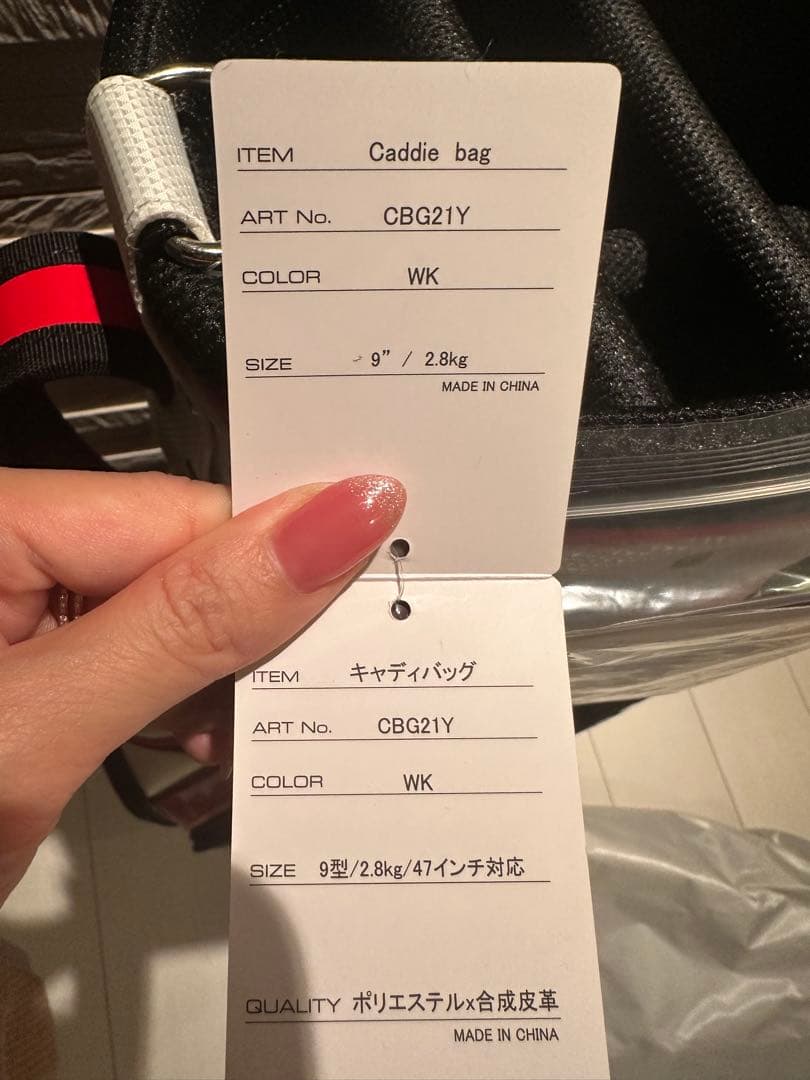 ITEM Caddie bag
ART No. CBG21Y
COLOR WK
SIZE 9” / 2.8kg
MADE IN CHINA
ITEM キャディバッグ
ART No. CBG21Y
COLOR WK
SIZE 9型/2.8kg/47インチ対応
QUALITY ポリエステルx合成皮革
MADE IN CHINA